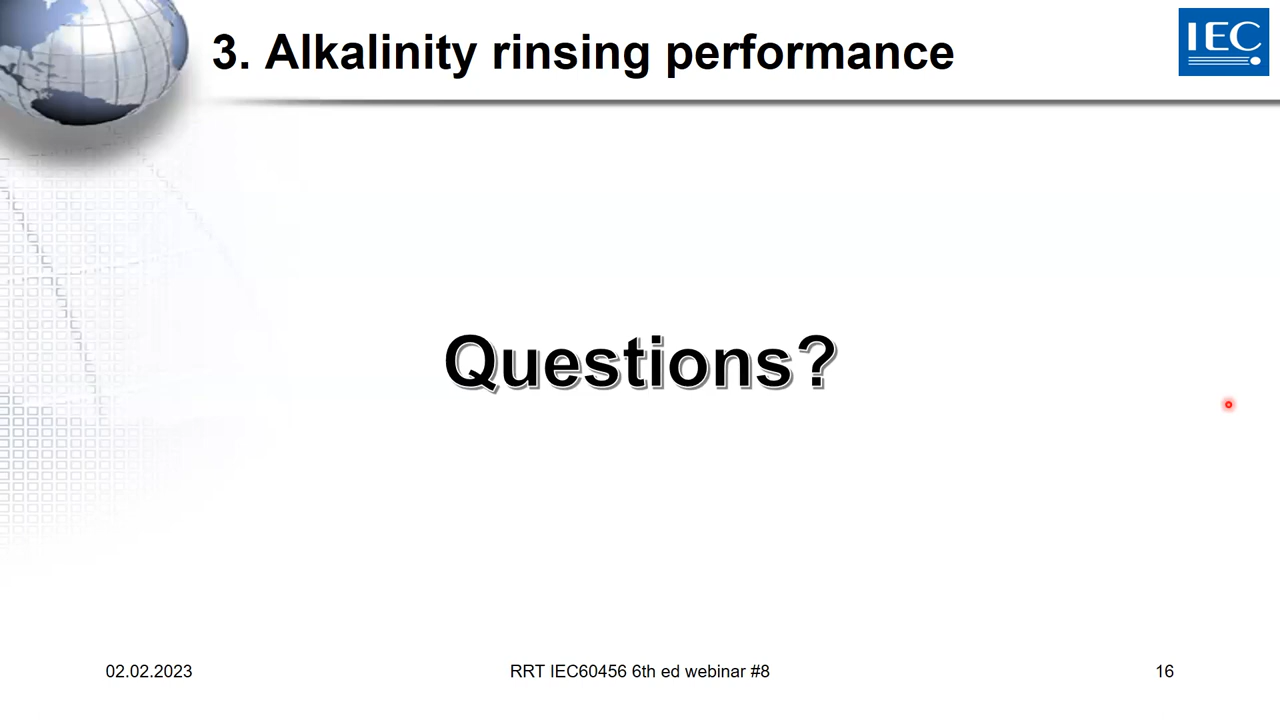 3. Alkalinity rinsing performance
IEC
Questions?
02.02.2023
RRT IEC60456 6th ed webinar #8
16